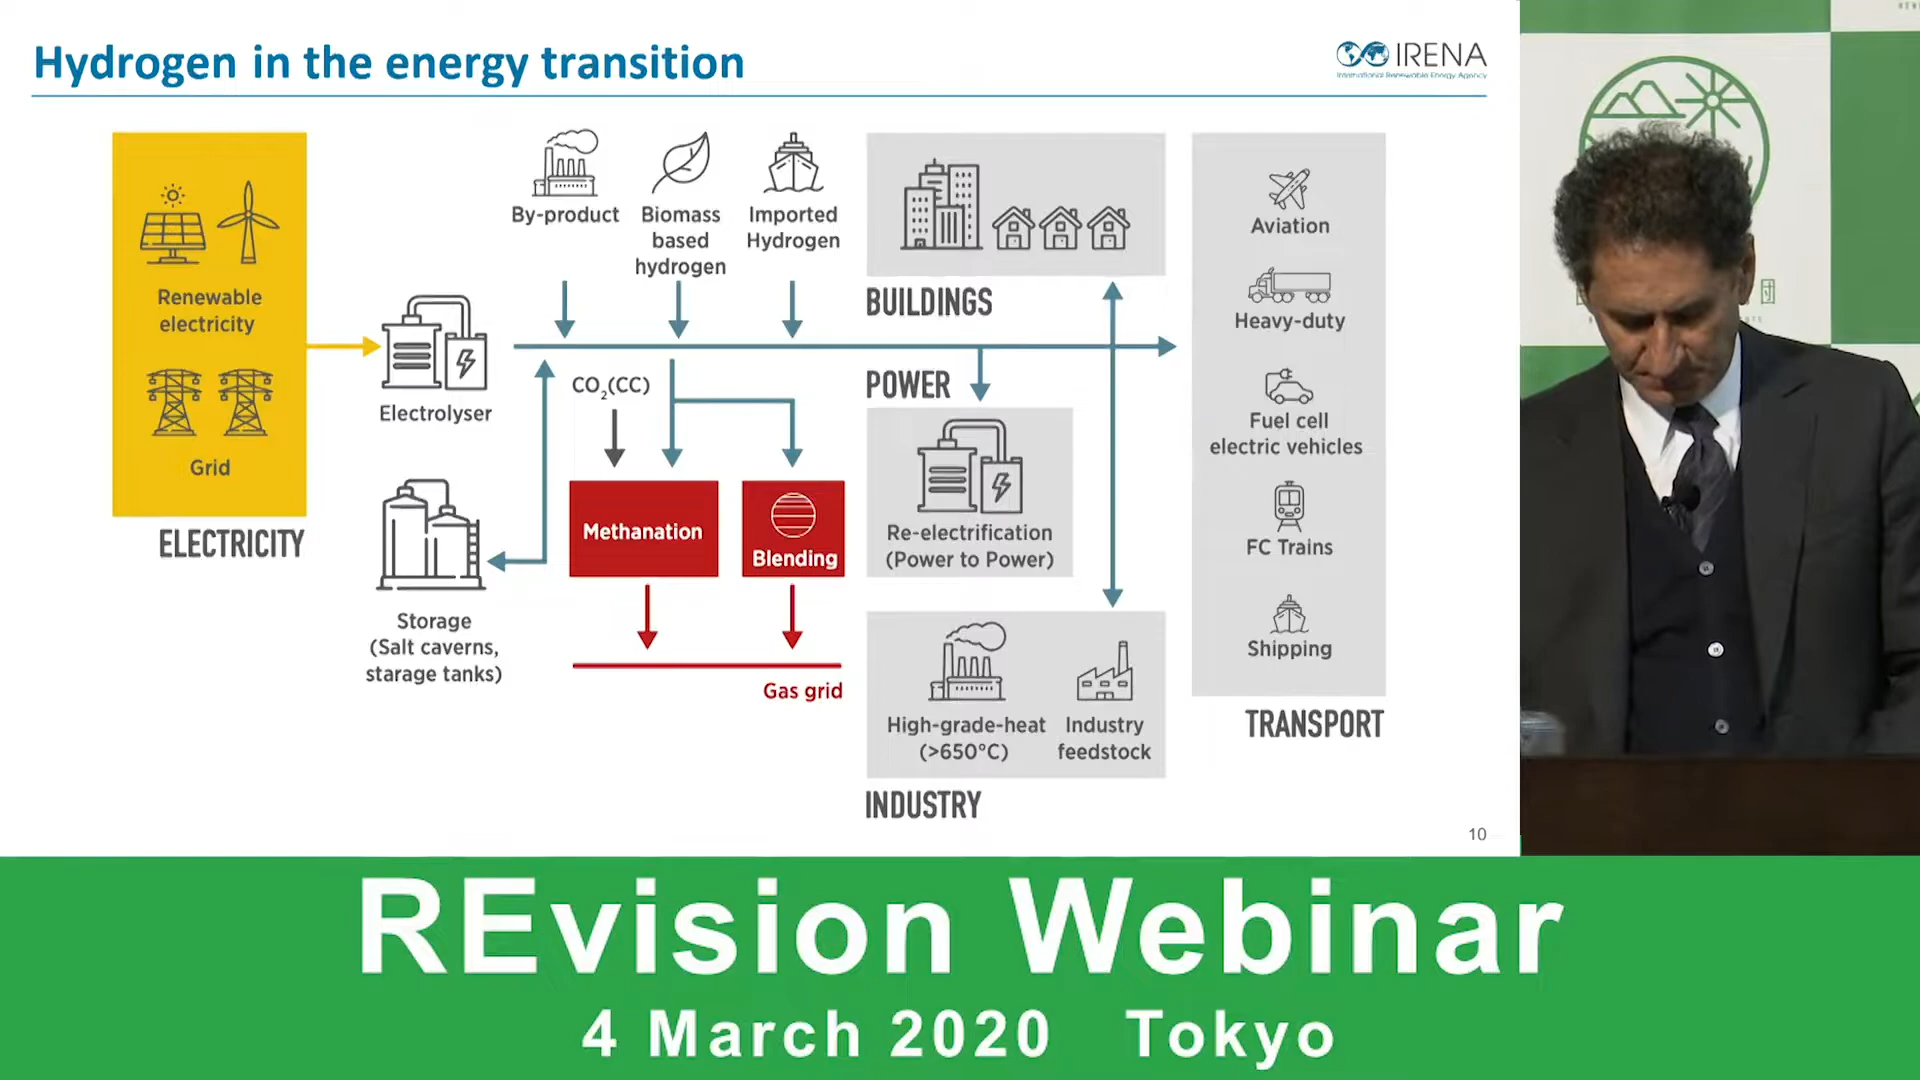 Hydrogen in the energy transition
IRENA
International Renewable Energy Agency
Renewable
electricity
Grid
ELECTRICITY
Electrolyser
Storage
(Salt caverns,
starage tanks)
By-product
Biomass
based
hydrogen
Imported
Hydrogen
CO2(CC)
Methanation
Blending
Gas grid
BUILDINGS
POWER
Re-electrification
(Power to Power)
High-grade-heat
(>650°C)
Industry
feedstock
INDUSTRY
Aviation
Heavy-duty
Fuel cell
electric vehicles
FC Trains
Shipping
TRANSPORT
10
REvision Webinar
4 March 2020 Tokyo